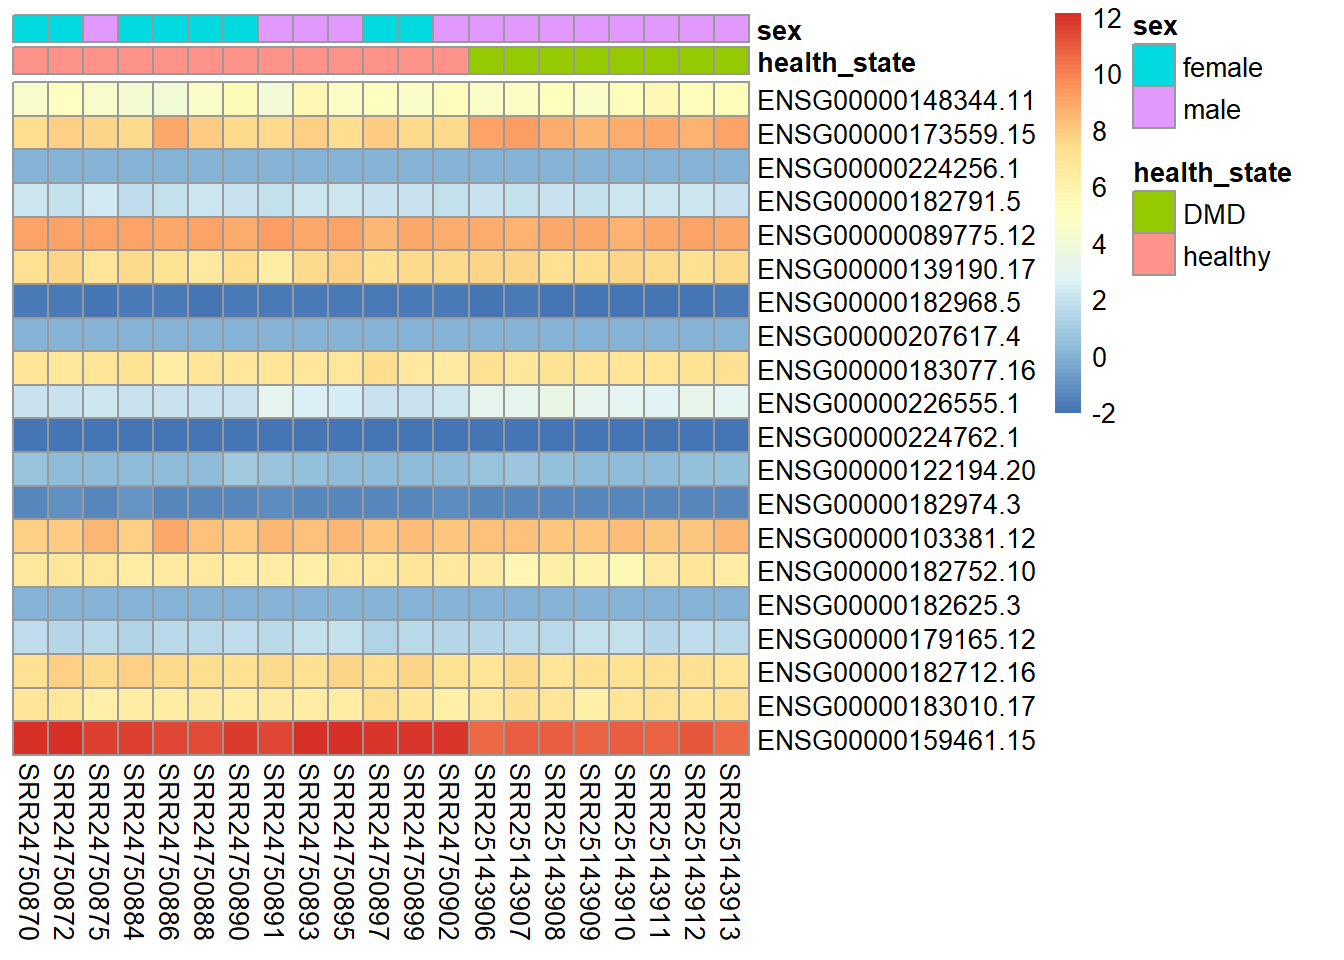 sex
health_state
ENSG00000148344.11
ENSG00000173559.15
ENSG00000224256.1
ENSG00000182791.5
ENSG00000089775.12
ENSG00000139190.17
ENSG00000182968.5
ENSG00000207617.4
ENSG00000183077.16
ENSG00000226555.1
ENSG00000224762.1
ENSG00000122194.20
ENSG00000182974.3
ENSG00000103381.12
ENSG00000182752.10
ENSG00000182625.3
ENSG00000179165.12
ENSG00000182712.16
ENSG00000183010.17
ENSG00000159461.15
SRR24750870
SRR24750872
SRR24750875
SRR24750884
SRR24750886
SRR24750888
SRR24750890
SRR24750891
SRR24750893
SRR24750895
SRR24750897
SRR24750899
SRR24750902
SRR25143906
SRR25143907
SRR25143908
SRR25143909
SRR25143910
SRR25143911
SRR25143912
SRR25143913
12
10
8
6
4
2
0
-2
sex
female
male
health_state
DMD
healthy